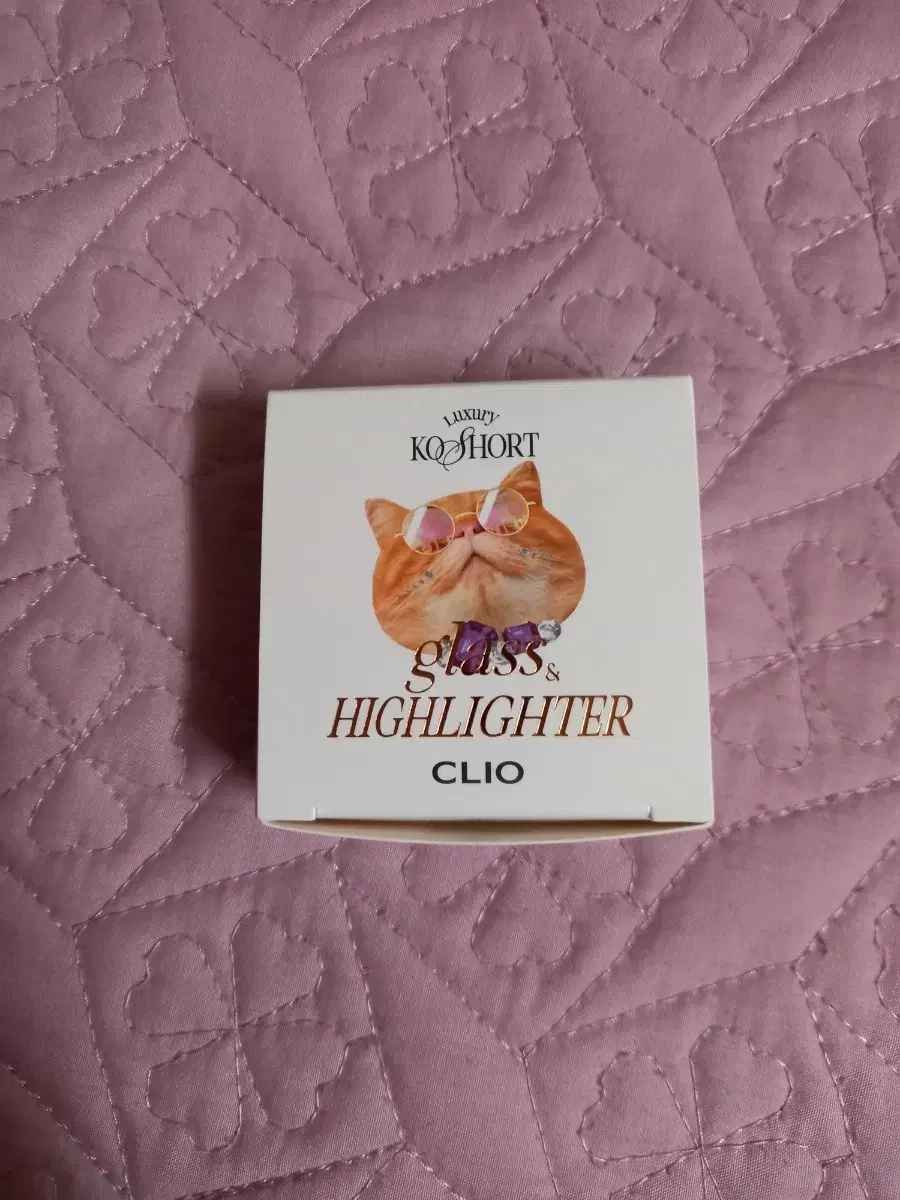 Luxury
KOSHORT
glass &
HIGHLIGHTER
CLIO